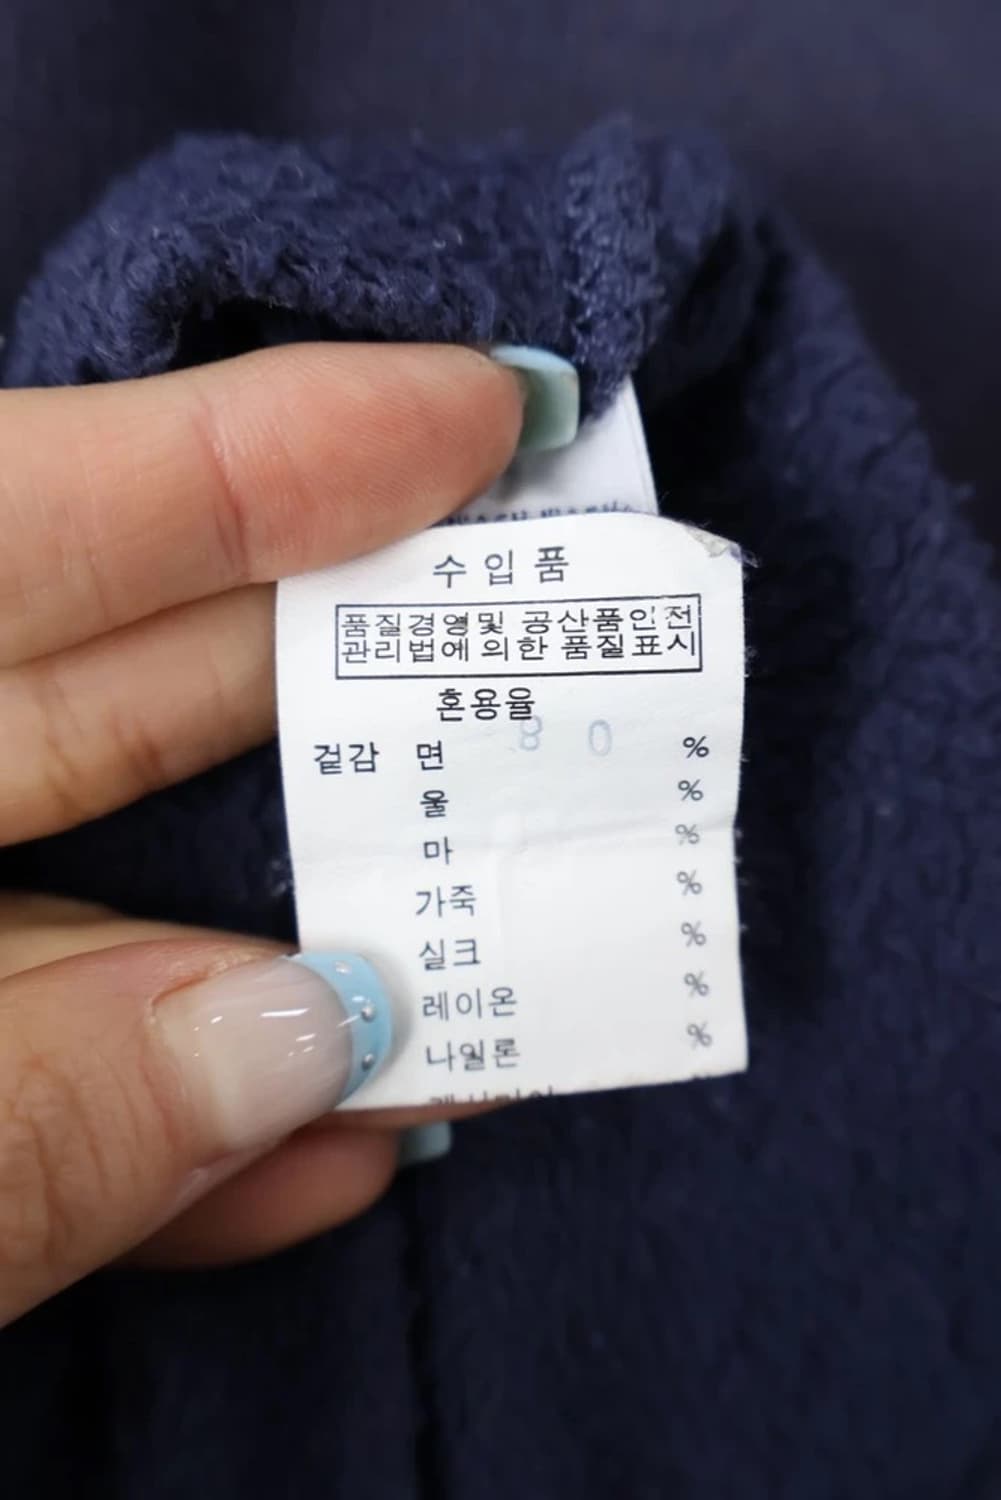 수입품
품질경영및 공산품안전
관리법에 의한 품질표시
혼용율
겉감 면 80 %
울 %
마 %
가죽 %
실크 %
레이온 %
나일론 %